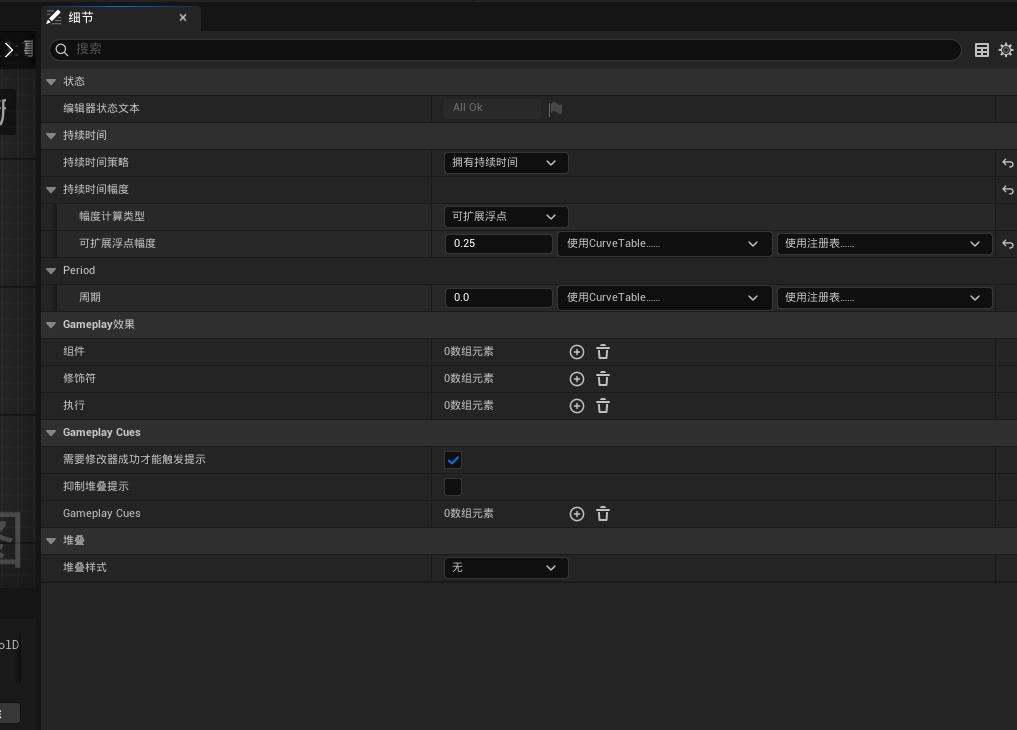 细节
搜索
状态
编辑器状态文本 All Ok
持续时间
持续时间策略 拥有持续时间
持续时间幅度
幅度计算类型 可扩展浮点
可扩展浮点幅度 0.25 使用CurveTable...... 使用注册表......
Period
周期 0.0 使用CurveTable...... 使用注册表......
Gameplay效果
组件 0数组元素
修饰符 0数组元素
执行 0数组元素
Gameplay Cues
需要修改器成功才能触发提示
抑制堆叠提示
Gameplay Cues 0数组元素
堆叠
堆叠样式 无
olD